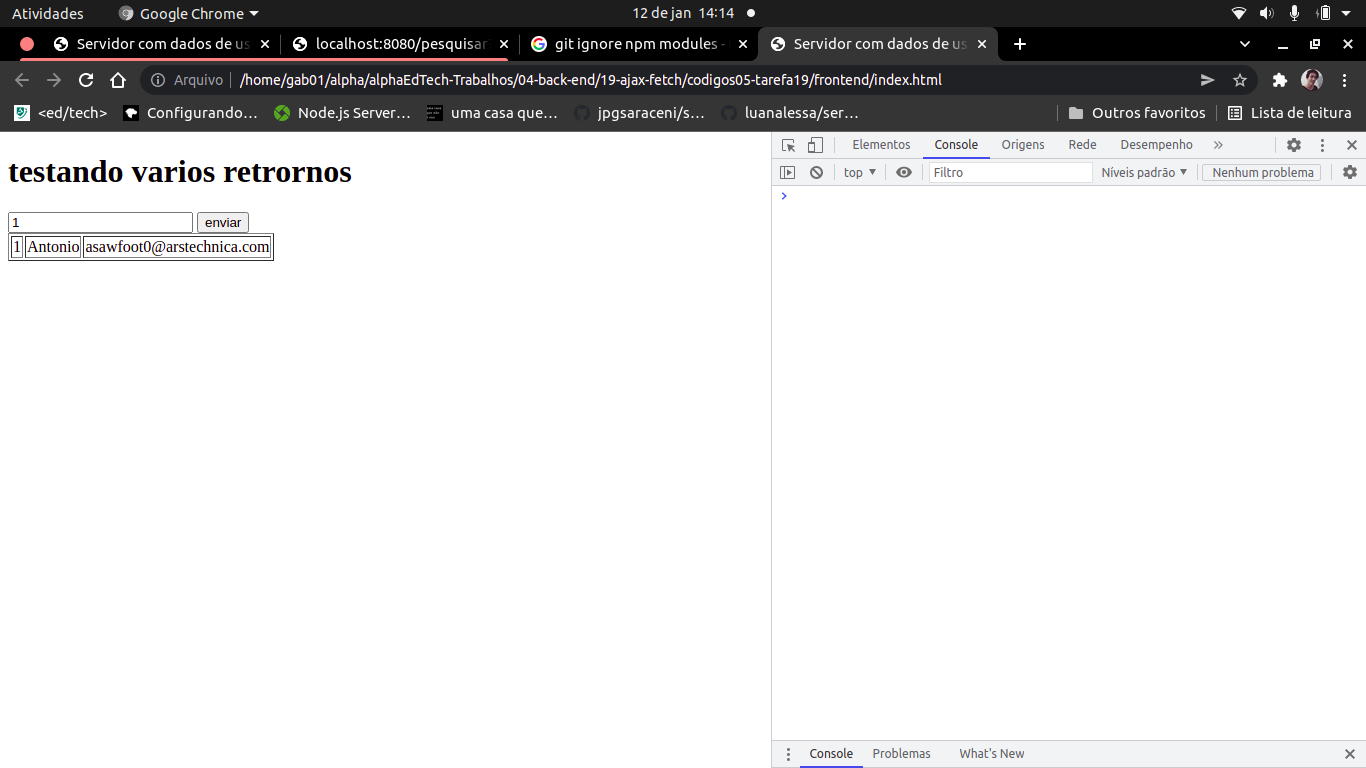 Atividades Google Chrome 12 de jan 14:14
Servidor com dados de us localhost:8080/pesquisar git ignore npm modules - Servidor com dados de us
Arquivo /home/gab01/alpha/alphaEdTech-Trabalhos/04-back-end/19-ajax-fetch/codigos05-tarefa19/frontend/index.html
<ed/tech> Configurando… Node.js Server… uma casa que… jpgsaraceni/s… luanalessa/ser… Outros favoritos Lista de leitura
testando varios retrornos
1 enviar
1 Antonio asawfoot0@arstechnica.com
Elementos Console Origens Rede Desempenho
top Filtro Níveis padrão Nenhum problema
Console Problemas What's New